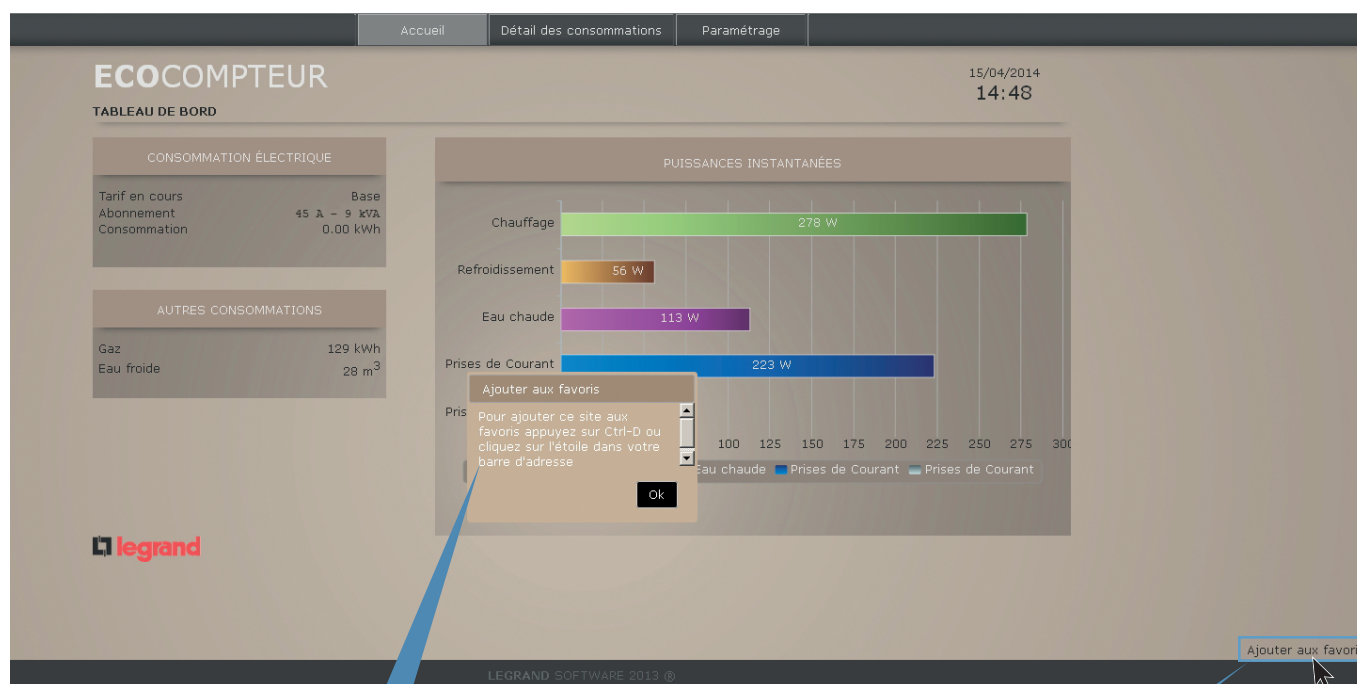 Accueil
Détail des consommations
Paramétrage
ECOCOMPTEUR
15/04/2014
14:48
TABLEAU DE BORD
CONSOMMATION ÉLECTRIQUE
Tarif en cours Base
Abonnement 45 A - 9 kVA
Consommation 0.00 kWh
AUTRES CONSOMMATIONS
Gaz 129 kWh
Eau froide 28 m³
PUISSANCES INSTANTANÉES
Chauffage 278 W
Refroidissement 56 W
Eau chaude 113 W
Prises de Courant 223 W
Pris
100 125 150 175 200 225 250 275 300
Eau chaude Prises de Courant Prises de Courant
Ajouter aux favoris
Pour ajouter ce site aux
favoris appuyez sur Ctrl-D ou
cliquez sur l'étoile dans votre
barre d'adresse
Ok
legrand
Ajouter aux favori
LEGRAND SOFTWARE 2013 ®